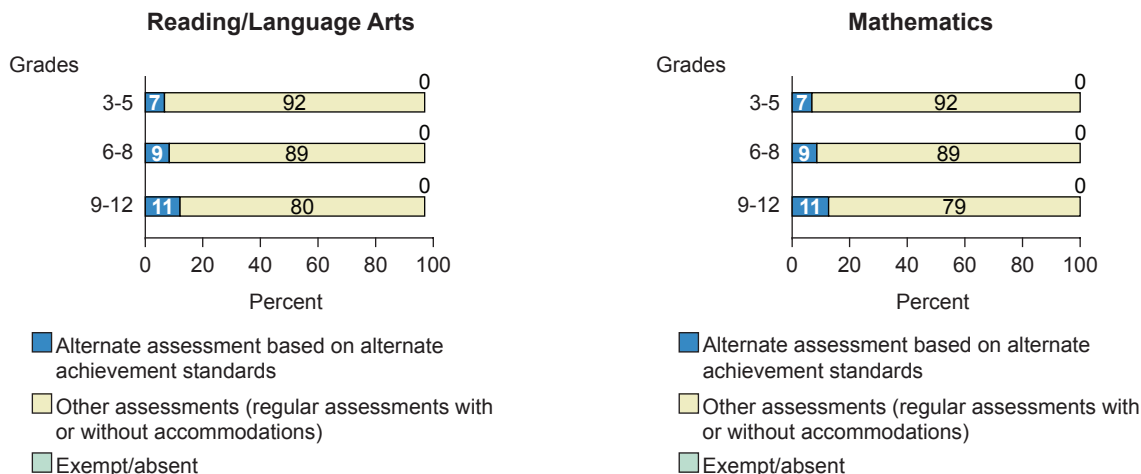 Reading/Language Arts
Grades
0
3-5 7 92
0
6-8 9 89
0
9-12 11 80
0 20 40 60 80 100
Percent
Alternate assessment based on alternate
achievement standards
Other assessments (regular assessments with
or without accommodations)
Exempt/absent
Mathematics
Grades
0
3-5 7 92
0
6-8 9 89
0
9-12 11 79
0 20 40 60 80 100
Percent
Alternate assessment based on alternate
achievement standards
Other assessments (regular assessments with
or without accommodations)
Exempt/absent